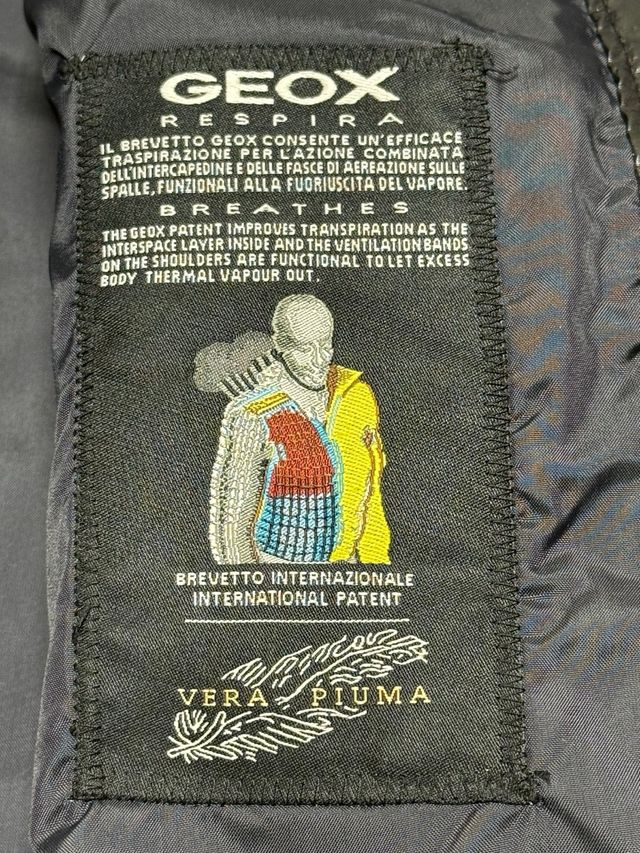 GEOX
RESPIRA
IL BREVETTO GEOX CONSENTE UN'EFFICACE
TRASPIRAZIONE PER L'AZIONE COMBINATA
DELL'INTERCAPEDINE E DELLE FASCE DI AEREAZIONE SULLE
SPALLE, FUNZIONALI ALLA FUORIUSCITA DEL VAPORE.
BREATHES
THE GEOX PATENT IMPROVES TRANSPIRATION AS THE
INTERSPACE LAYER INSIDE AND THE VENTILATION BANDS
ON THE SHOULDERS ARE FUNCTIONAL TO LET EXCESS
BODY THERMAL VAPOUR OUT.
BREVETTO INTERNAZIONALE
INTERNATIONAL PATENT
VERA PIUMA